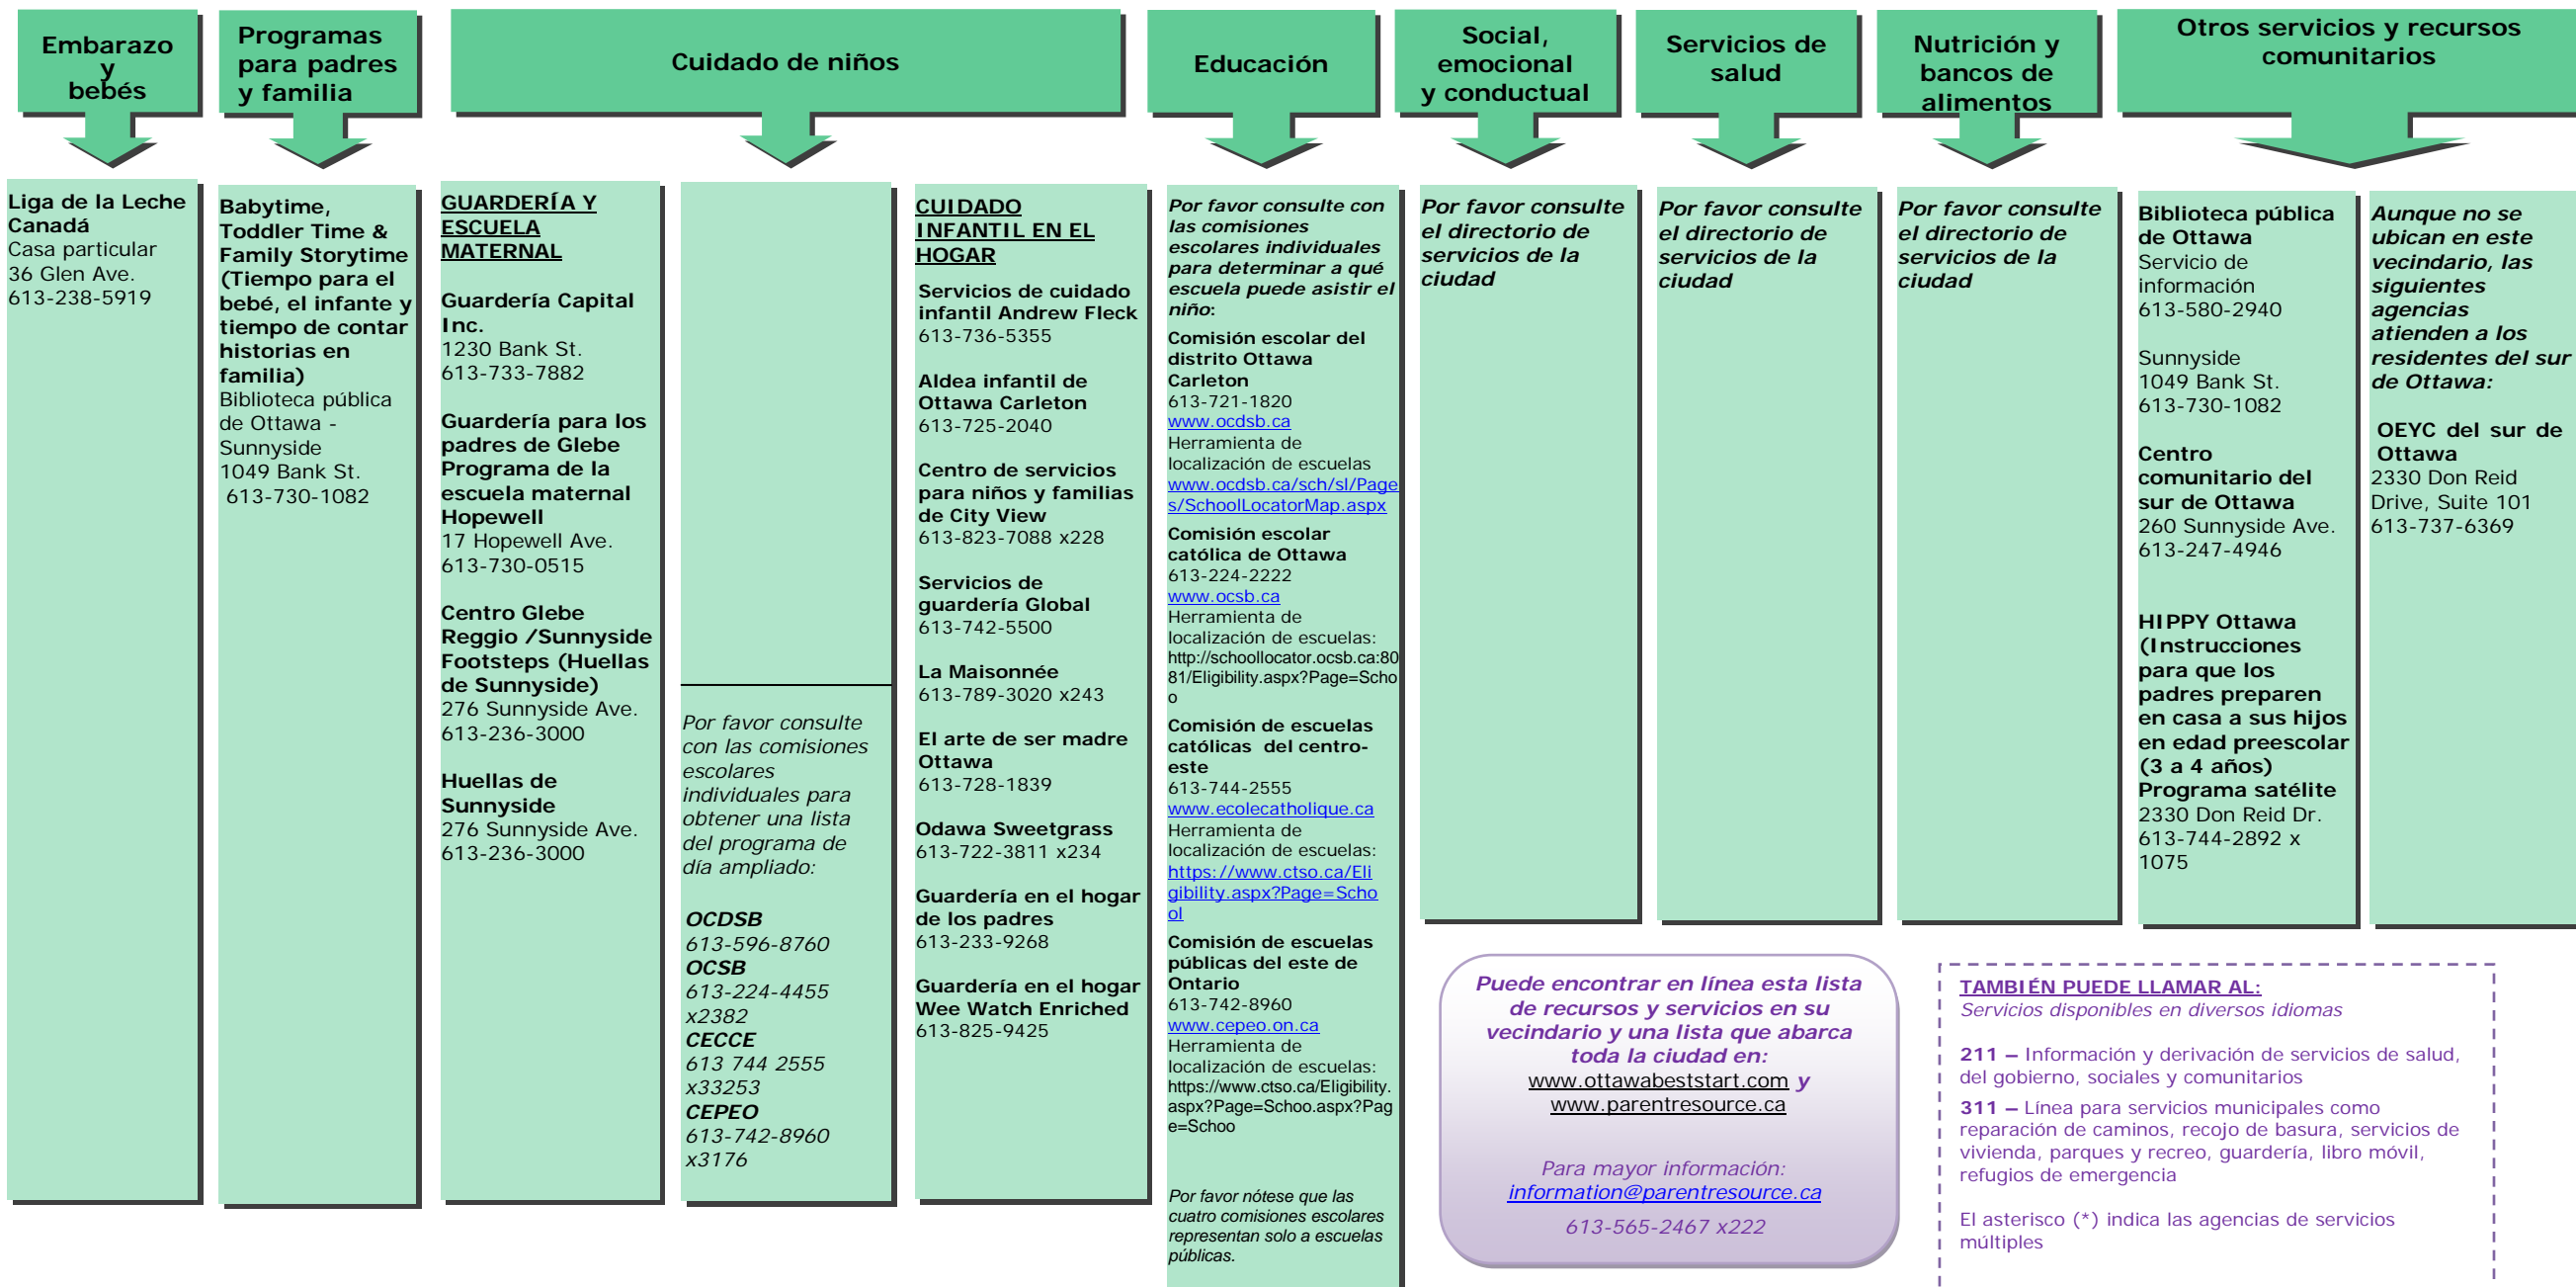 Embarazo
y
bebés
Programas
para padres
y familia
Cuidado de niños
Educación
Social,
emocional
y conductual
Servicios de
salud
Nutrición y
bancos de
alimentos
Otros servicios y recursos
comunitarios
Liga de la Leche
Canadá
Casa particular
36 Glen Ave.
613-238-5919
Babytime,
Toddler Time &
Family Storytime
(Tiempo para el
bebé, el infante y
tiempo de contar
historias en
familia)
Biblioteca pública
de Ottawa -
Sunnyside
1049 Bank St.
613-730-1082
GUARDERÍA Y
ESCUELA
MATERNAL
Guardería Capital
Inc.
1230 Bank St.
613-733-7882
Guardería para los
padres de Glebe
Programa de la
escuela maternal
Hopewell
17 Hopewell Ave.
613-730-0515
Centro Glebe
Reggio /Sunnyside
Footsteps (Huellas
de Sunnyside)
276 Sunnyside Ave.
613-236-3000
Huellas de
Sunnyside
276 Sunnyside Ave.
613-236-3000
Por favor consulte
con las comisiones
escolares
individuales para
obtener una lista
del programa de
día ampliado:
OCDSB
613-596-8760
OCSB
613-224-4455
x2382
CECCE
613 744 2555
x33253
CEPEO
613-742-8960
x3176
CUIDADO
INFANTIL EN EL
HOGAR
Servicios de cuidado
infantil Andrew Fleck
613-736-5355
Aldea infantil de
Ottawa Carleton
613-725-2040
Centro de servicios
para niños y familias
de City View
613-823-7088 x228
Servicios de
guardería Global
613-742-5500
La Maisonnée
613-789-3020 x243
El arte de ser madre
Ottawa
613-728-1839
Odawa Sweetgrass
613-722-3811 x234
Guardería en el hogar
de los padres
613-233-9268
Guardería en el hogar
Wee Watch Enriched
613-825-9425
Por favor consulte con
las comisiones
escolares individuales
para determinar a qué
escuela puede asistir el
niño:
Comisión escolar del
distrito Ottawa
Carleton
613-721-1820
www.ocdsb.ca
Herramienta de
localización de escuelas
www.ocdsb.ca/sch/sl/Page
s/SchoolLocatorMap.aspx
Comisión escolar
católica de Ottawa
613-224-2222
www.ocsb.ca
Herramienta de
localización de escuelas:
http://schoollocator.ocsb.ca:80
81/Eligibility.aspx?Page=Scho
o
Comisión de escuelas
católicas del centro-
este
613-744-2555
www.ecolecatholique.ca
Herramienta de
localización de escuelas:
https://www.ctso.ca/Eli
gibility.aspx?Page=Scho
ol
Comisión de escuelas
públicas del este de
Ontario
613-742-8960
www.cepeo.on.ca
Herramienta de
localización de escuelas:
https://www.ctso.ca/Eligibility.
aspx?Page=Schoo.aspx?Pag
e=Schoo
Por favor nótese que las
cuatro comisiones escolares
representan solo a escuelas
públicas.
Por favor consulte
el directorio de
servicios de la
ciudad
Por favor consulte
el directorio de
servicios de la
ciudad
Por favor consulte
el directorio de
servicios de la
ciudad
Biblioteca pública
de Ottawa
Servicio de
información
613-580-2940
Sunnyside
1049 Bank St.
613-730-1082
Centro
comunitario del
sur de Ottawa
260 Sunnyside Ave.
613-247-4946
HIPPY Ottawa
(Instrucciones
para que los
padres preparen
en casa a sus hijos
en edad preescolar
(3 a 4 años)
Programa satélite
2330 Don Reid Dr.
613-744-2892 x
1075
Aunque no se
ubican en este
vecindario, las
siguientes
agencias
atienden a los
residentes del sur
de Ottawa:
OEYC del sur de
Ottawa
2330 Don Reid
Drive, Suite 101
613-737-6369
Puede encontrar en línea esta lista
de recursos y servicios en su
vecindario y una lista que abarca
toda la ciudad en:
www.ottawabeststart.com y
www.parentresource.ca
Para mayor información:
information@parentresource.ca
613-565-2467 x222
TAMBIÉN PUEDE LLAMAR AL:
Servicios disponibles en diversos idiomas
211 – Información y derivación de servicios de salud,
del gobierno, sociales y comunitarios
311 – Línea para servicios municipales como
reparación de caminos, recojo de basura, servicios de
vivienda, parques y recreo, guardería, libro móvil,
refugios de emergencia
El asterisco (*) indica las agencias de servicios
múltiples